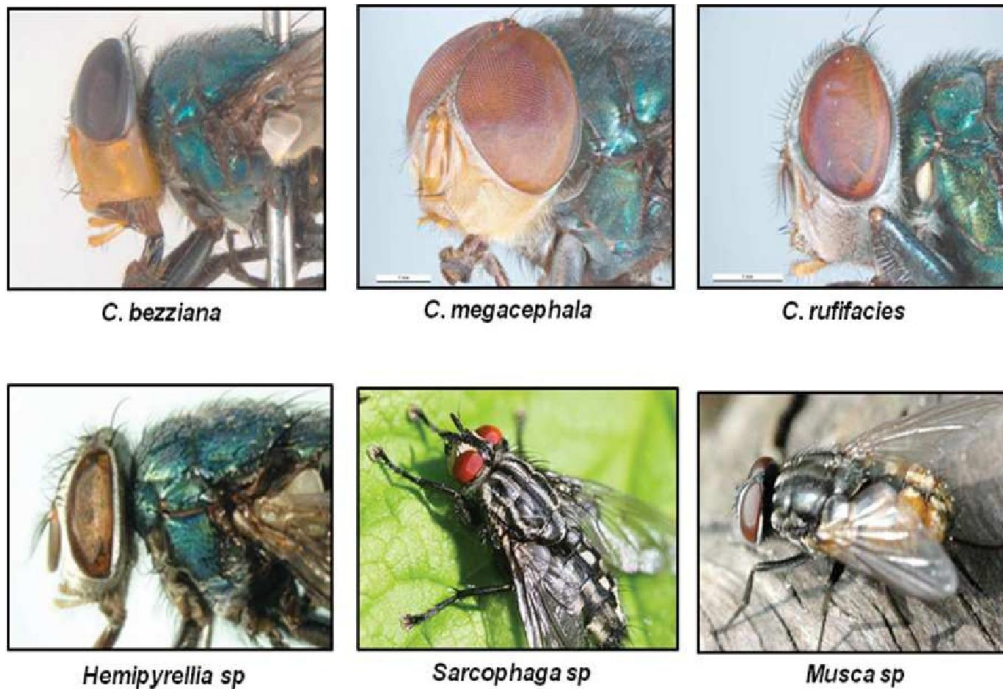 C. bezziana
C. megacephala
C. rufifacies
Hemipyrellia sp
Sarcophaga sp
Musca sp